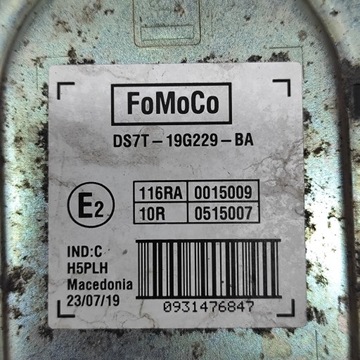 FoMoCo
DS7T-19G229-BA
E2
116RA 0015009
10R 0515007
IND:C
H5PLH
Macedonia
23/07/19
0931476847